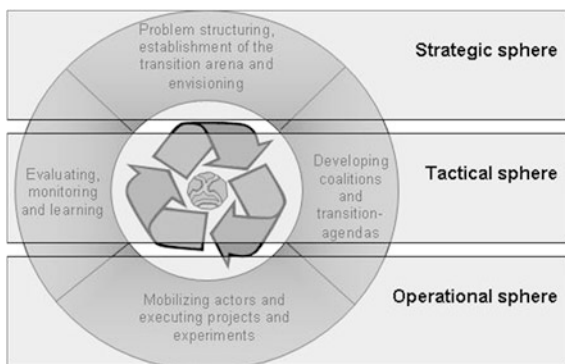 Problem structuring,
establishment of the
transition arena and
envisioning
Strategic sphere
Evaluating,
monitoring
and learning
Developing
coalitions
and
transition-
agendas
Tactical sphere
Mobilizing actors and
executing projects and
experiments
Operational sphere